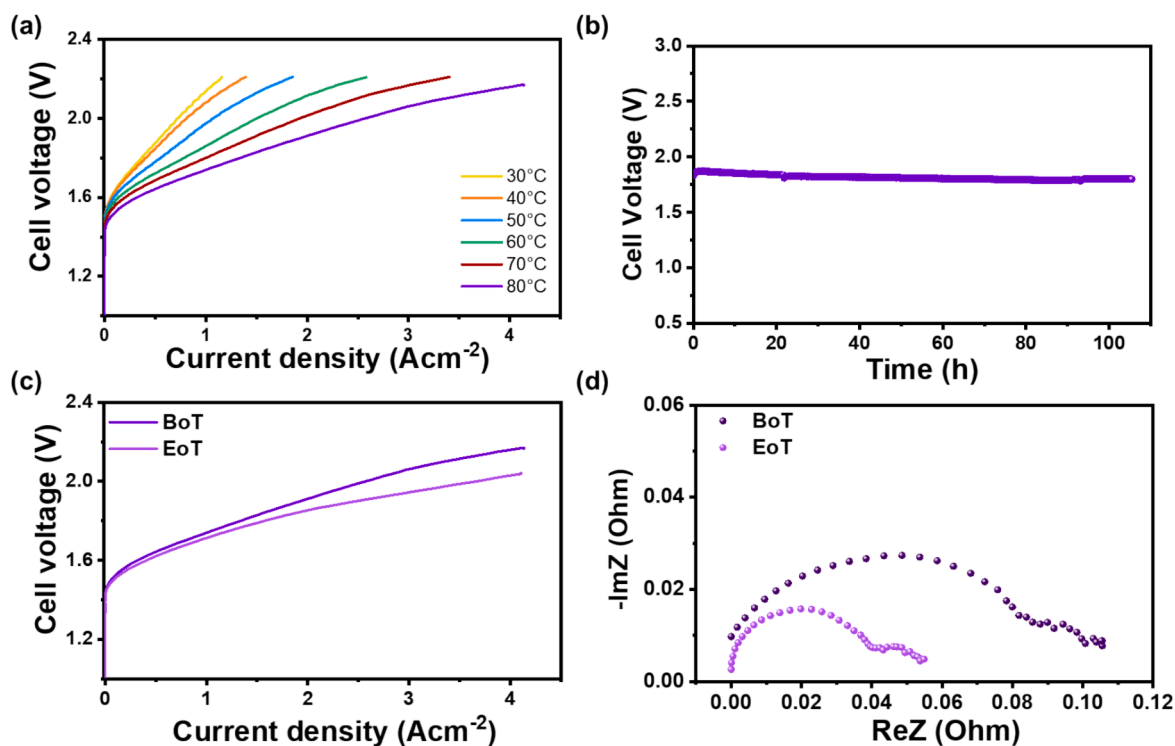 (a)
2.4
2.0
1.6
1.2
Cell voltage (V)
30°C
40°C
50°C
60°C
70°C
80°C
0 1 2 3 4
Current density (Acm⁻²)
(b)
3.0
2.5
2.0
1.5
1.0
0.5
Cell Voltage (V)
0 20 40 60 80 100
Time (h)
(c)
2.4
2.0
1.6
1.2
Cell voltage (V)
BoT
EoT
0 1 2 3 4
Current density (Acm⁻²)
(d)
0.06
0.04
0.02
0.00
-ImZ (Ohm)
BoT
EoT
0.00 0.02 0.04 0.06 0.08 0.10 0.12
ReZ (Ohm)